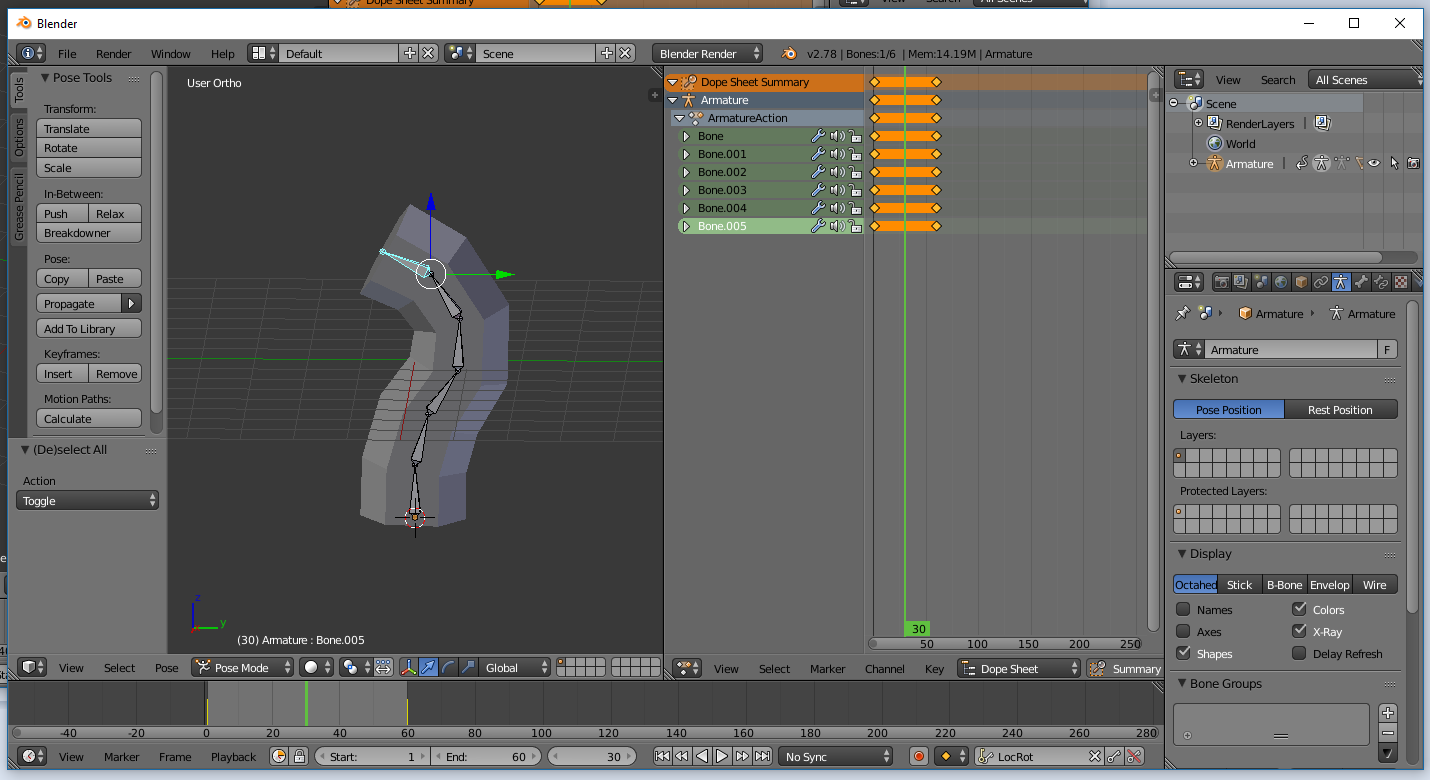 Dope Sheet Summary
View
Search
All Scenes
Blender
File
Render
Window
Help
Default
Scene
Blender Render
v2.78 | Bones:1/6 | Mem:14.19M | Armature
Tools
Options
Grease Pencil
Pose Tools
Transform:
Translate
Rotate
Scale
In-Between:
Push
Relax
Breakdowner
Pose:
Copy
Paste
Propagate
Add To Library
Keyframes:
Insert
Remove
Motion Paths:
Calculate
(De)select All
Action
Toggle
User Ortho
z
y
(30) Armature : Bone.005
View
Select
Pose
Pose Mode
Global
Dope Sheet Summary
Armature
ArmatureAction
Bone
Bone.001
Bone.002
Bone.003
Bone.004
Bone.005
30
50
100
150
200
250
View
Select
Marker
Channel
Key
Dope Sheet
Summary
View
Search
All Scenes
Scene
RenderLayers
|
World
Armature
|
Armature
Armature
Armature
F
Skeleton
Pose Position
Rest Position
Layers:
Protected Layers:
Display
Octahed
Stick
B-Bone
Envelop
Wire
Names
Colors
Axes
X-Ray
Shapes
Delay Refresh
Bone Groups
-40
-20
0
20
40
60
80
100
120
140
160
180
200
220
240
260
280
View
Marker
Frame
Playback
Start:
1
End:
60
30
No Sync
LocRot